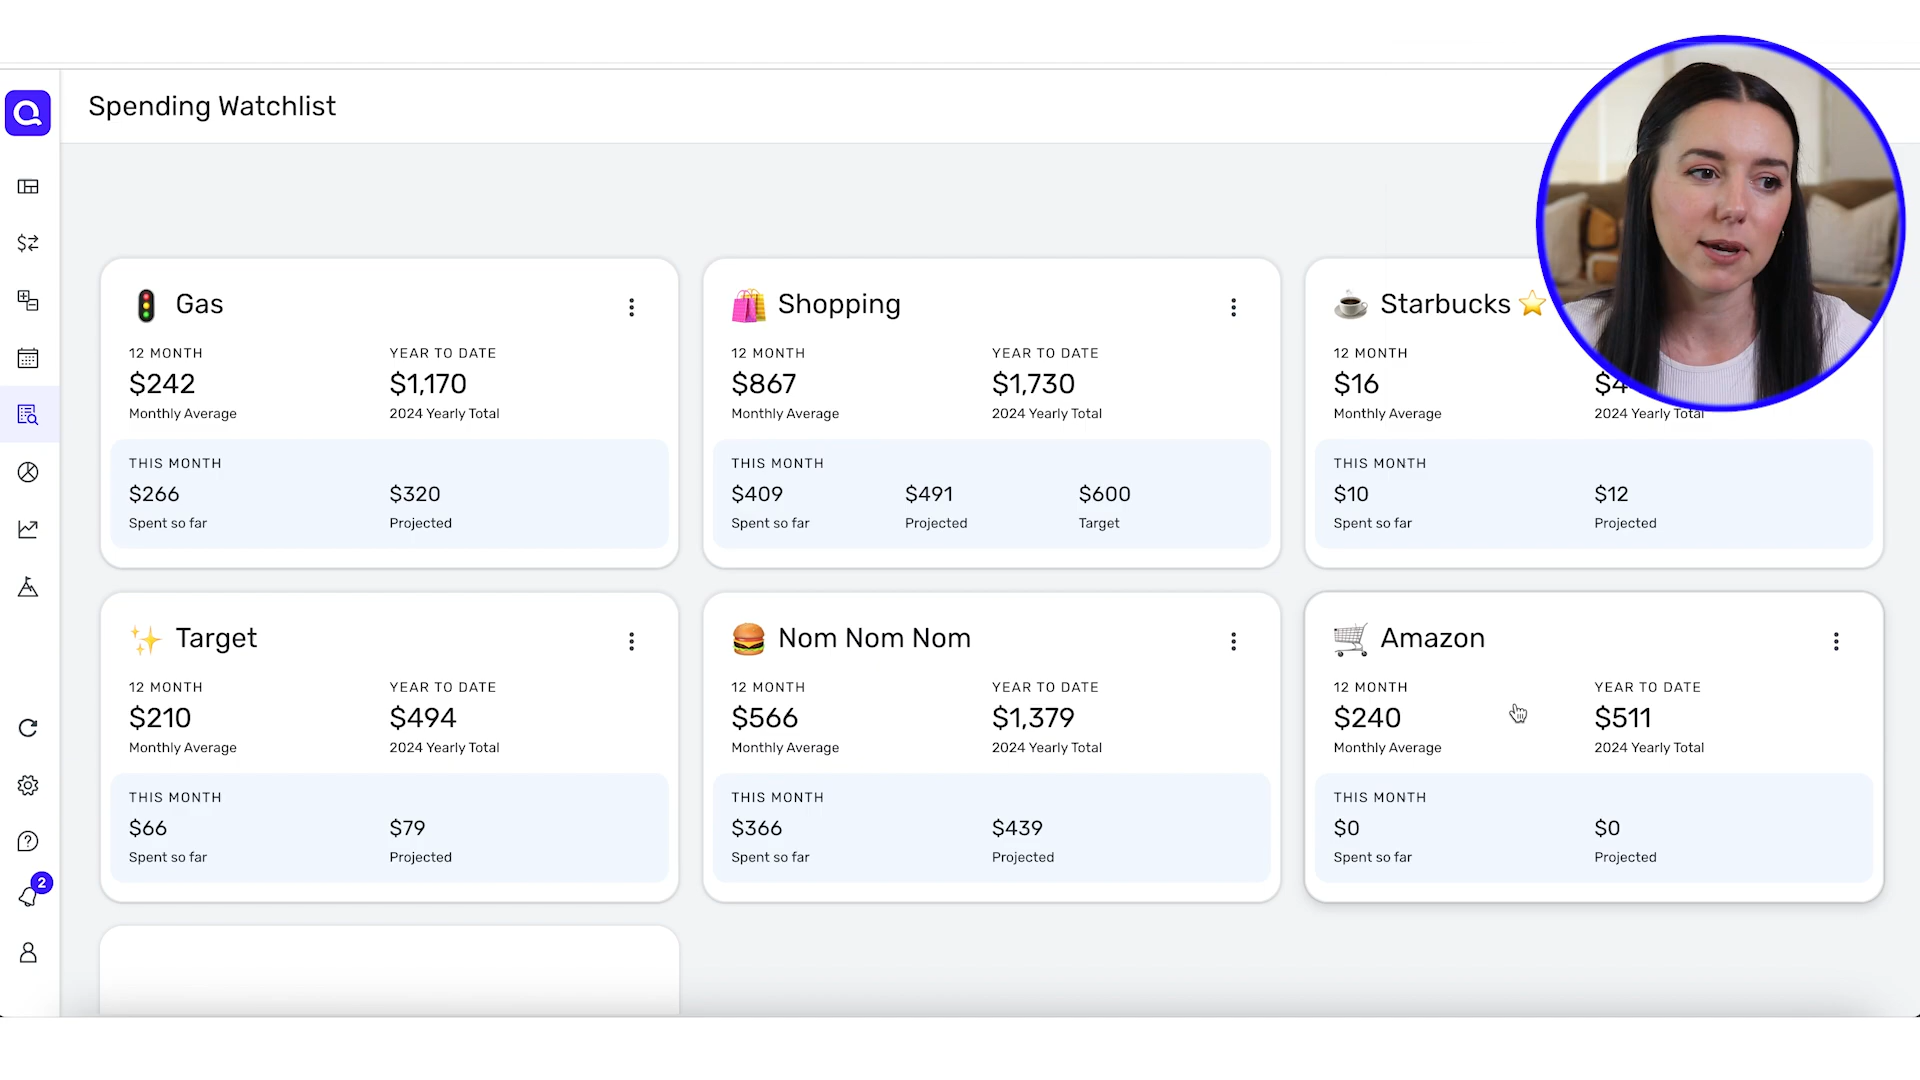 Spending Watchlist
Gas
12 MONTH
YEAR TO DATE
$242
$1,170
Monthly Average
2024 Yearly Total
THIS MONTH
$266
$320
Spent so far
Projected
Shopping
12 MONTH
YEAR TO DATE
$867
$1,730
Monthly Average
2024 Yearly Total
THIS MONTH
$409
$491
$600
Spent so far
Projected
Target
Starbucks
12 MONTH
$16
Monthly Average
2024 Yearly Total
THIS MONTH
$10
$12
Spent so far
Projected
Target
12 MONTH
YEAR TO DATE
$210
$494
Monthly Average
2024 Yearly Total
THIS MONTH
$66
$79
Spent so far
Projected
Nom Nom Nom
12 MONTH
YEAR TO DATE
$566
$1,379
Monthly Average
2024 Yearly Total
THIS MONTH
$366
$439
Spent so far
Projected
Amazon
12 MONTH
YEAR TO DATE
$240
$511
Monthly Average
2024 Yearly Total
THIS MONTH
$0
$0
Spent so far
Projected
2